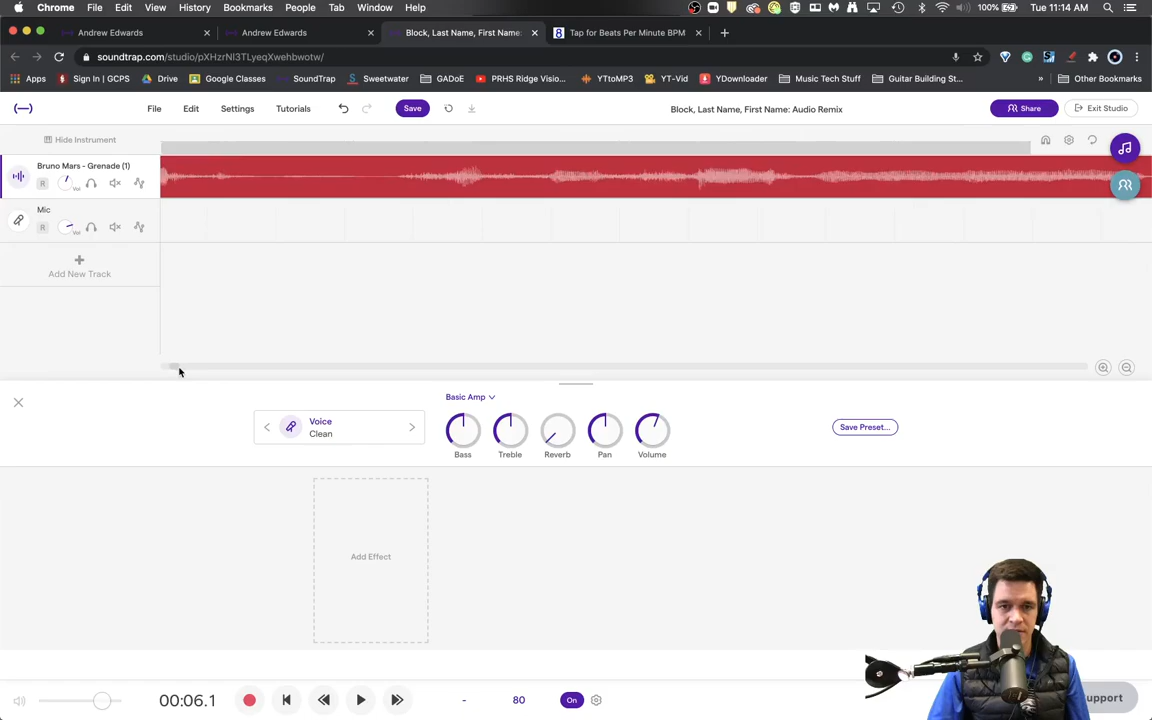 Chrome File Edit View History Bookmarks People Tab Window Help 100% Tue 11:14 AM
Andrew Edwards × Andrew Edwards × Block, Last Name, First Name: × Tap for Beats Per Minute BPM × +
soundtrap.com/studio/pXHzrNI3TLyeqXwehbwotw/
Apps Sign In | GCPS Drive Google Classes SoundTrap Sweetwater GADoE PRHS Ridge Visio... YTtoMP3 YT-Vid YDownloader Music Tech Stuff Guitar Building St... » Other Bookmarks
File Edit Settings Tutorials Save Block, Last Name, First Name: Audio Remix Share Exit Studio
Hide Instrument
Bruno Mars - Grenade (1)
R Vol
Mic
R Vol
Add New Track
Basic Amp
Voice
Clean
Save Preset...
Bass Treble Reverb Pan Volume
Add Effect
00:06.1 - 80 On
upport